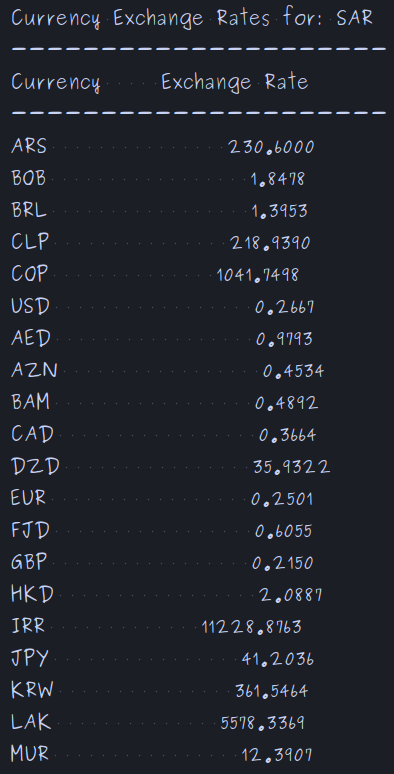 Currency Exchange Rates for: SAR
----------------------
Currency Exchange Rate
----------------------
ARS 230.6000
BOB 1.8478
BRL 1.3953
CLP 218.9390
COP 1041.7498
USD 0.2667
AED 0.9793
AZN 0.4534
BAM 0.4892
CAD 0.3664
DZD 35.9322
EUR 0.2501
FJD 0.6055
GBP 0.2150
HKD 2.0887
IRR 11228.8763
JPY 41.2036
KRW 361.5464
LAK 5578.3369
MUR 12.3907